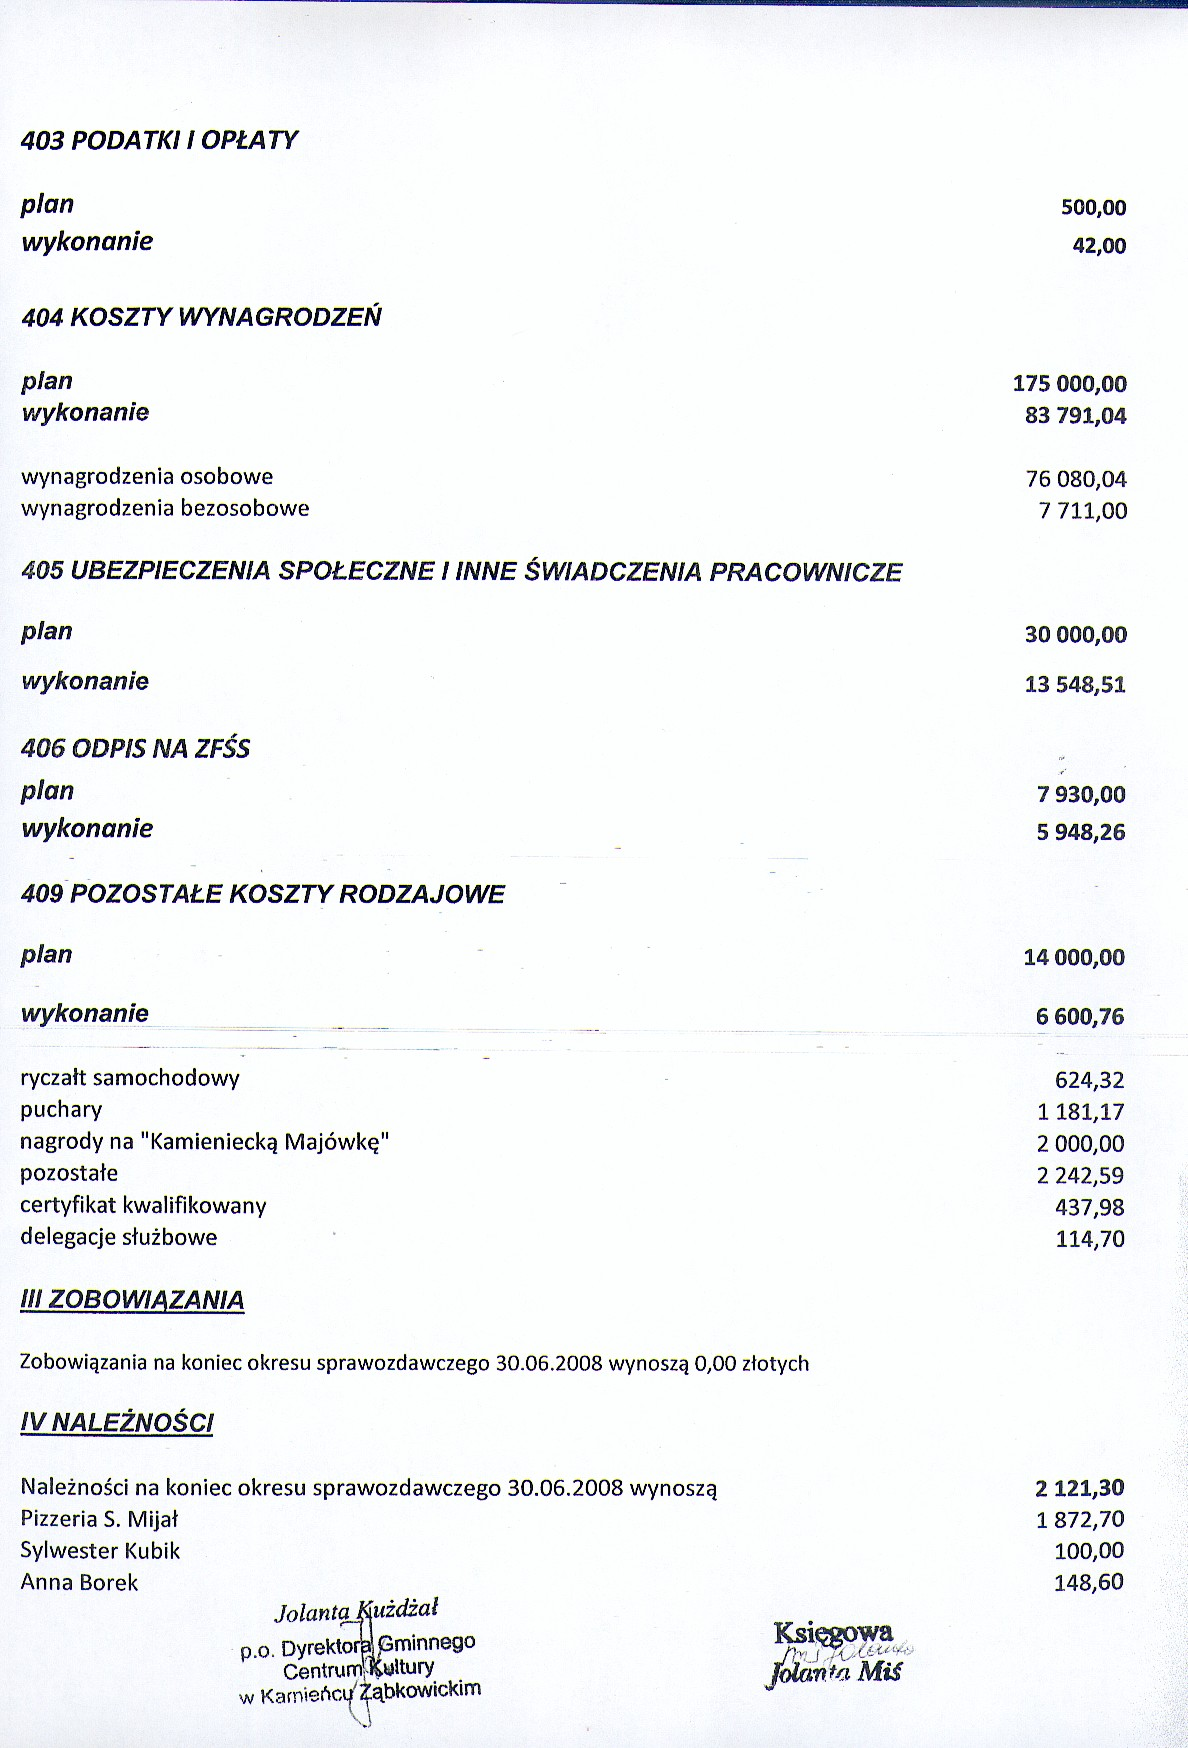 403 PODATKI I OPŁATY
plan 500,00
wykonanie 42,00
404 KOSZTY WYNAGRODZEŃ
plan 175 000,00
wykonanie 83 791,04
wynagrodzenia osobowe 76 080,04
wynagrodzenia bezosobowe 7 711,00
405 UBEZPIECZENIA SPOŁECZNE I INNE ŚWIADCZENIA PRACOWNICZE
plan 30 000,00
wykonanie 13 548,51
406 ODPIS NA ZFŚS
plan 7 930,00
wykonanie 5 948,26
409 POZOSTAŁE KOSZTY RODZAJOWE
plan 14 000,00
wykonanie 6 600,76
ryczałt samochodowy 624,32
puchary 1 181,17
nagrody na "Kamieniecką Majówkę" 2 000,00
pozostałe 2 242,59
certyfikat kwalifikowany 437,98
delegacje służbowe 114,70
III ZOBOWIĄZANIA
Zobowiązania na koniec okresu sprawozdawczego 30.06.2008 wynoszą 0,00 złotych
IV NALEŻNOŚCI
Należności na koniec okresu sprawozdawczego 30.06.2008 wynoszą 2 121,30
Pizzeria S. Mijał 1 872,70
Sylwester Kubik 100,00
Anna Borek 148,60
Jolanta Kużdżał
p.o. Dyrektora Gminnego
Centrum Kultury
w Kamieńcu Ząbkowickim
Księgowa
Jolanta Miś